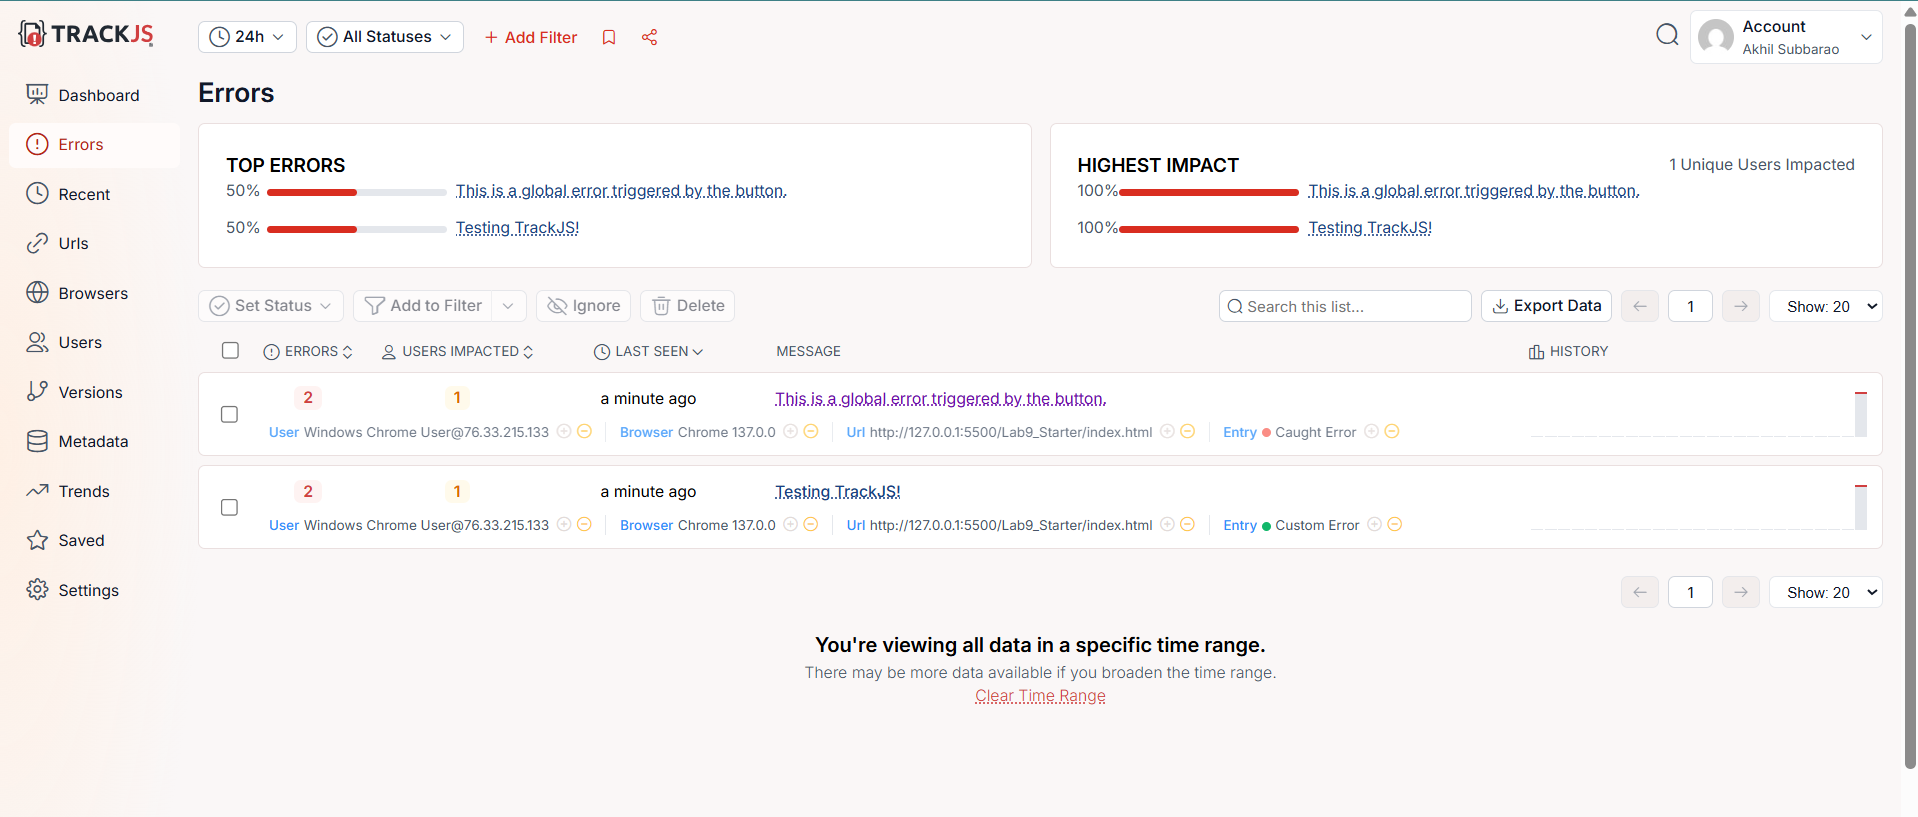 TRACKJS
24h
All Statuses
+ Add Filter
Account
Akhil Subbarao
Dashboard
Errors
Recent
Urls
Browsers
Users
Versions
Metadata
Trends
Saved
Settings
Errors
TOP ERRORS
50% This is a global error triggered by the button.
50% Testing TrackJS!
HIGHEST IMPACT
1 Unique Users Impacted
100% This is a global error triggered by the button.
100% Testing TrackJS!
Set Status
Add to Filter
Ignore
Delete
Search this list...
Export Data
1
Show: 20
ERRORS USERS IMPACTED LAST SEEN MESSAGE HISTORY
2 1 a minute ago This is a global error triggered by the button.
User Windows Chrome User@76.33.215.133 Browser Chrome 137.0.0 Url http://127.0.0.1:5500/Lab9_Starter/index.html Entry Caught Error
2 1 a minute ago Testing TrackJS!
User Windows Chrome User@76.33.215.133 Browser Chrome 137.0.0 Url http://127.0.0.1:5500/Lab9_Starter/index.html Entry Custom Error
1
Show: 20
You're viewing all data in a specific time range.
There may be more data available if you broaden the time range.
Clear Time Range